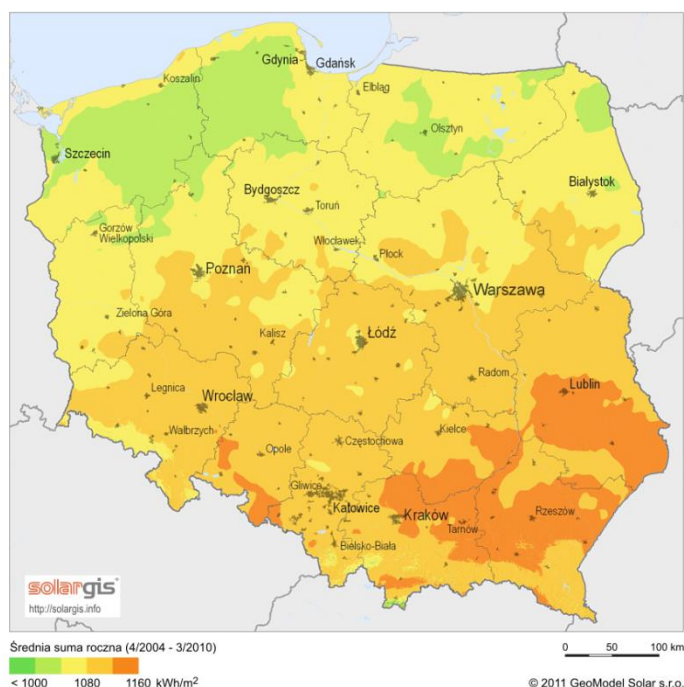 Gdynia
Gdańsk
Koszalin
Elbląg
Olsztyn
Szczecin
Białystok
Bydgoszcz
Toruń
Gorzów
Wielkopolski
Włocławek
Płock
Poznań
Warszawa
Zielona Góra
Kalisz
Łódź
Radom
Lublin
Legnica
Wrocław
Wałbrzych
Kielce
Opole
Częstochowa
Gliwice
Katowice
Kraków
Tarnów
Rzeszów
Bielsko-Biała
solargis
http://solargis.info
Średnia suma roczna (4/2004 - 3/2010)
0 50 100 km
< 1000 1080 1160 kWh/m²
© 2011 GeoModel Solar s.r.o.